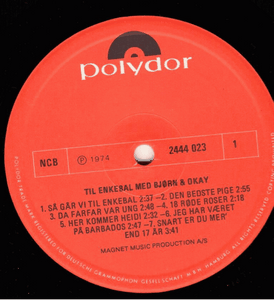 polydor
NCB
℗ 1974
2444 023
1
TIL ENKEBAL MED BJØRN & OKAY
1. SÅ GÅR VI TIL ENKEBAL 2:37 –2. DEN BEDSTE PIGE 2:55
3. DA FARFAR VAR UNG 2:48 –4. 18 RØDE ROSER 2:18
5. HER KOMMER HEIDI 2:32 –6. JEG HAR VÆRET
PÅ BARBADOS 2:47 –7. SNART ER DU MER'
END 17 ÅR 3:41
MAGNET MUSIC PRODUCTION A/S